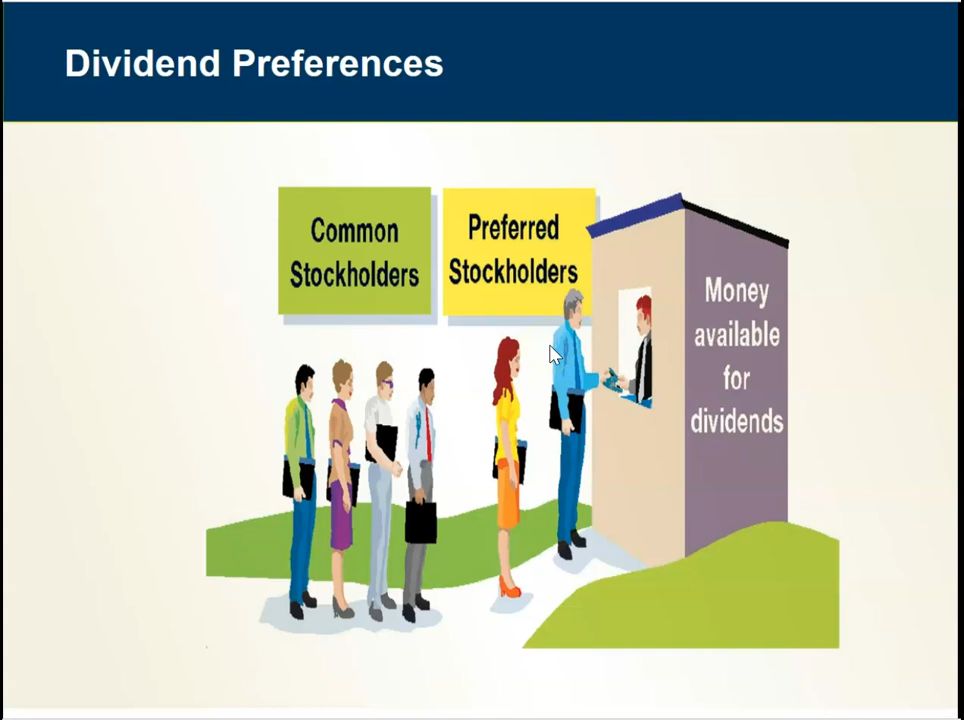 Dividend Preferences
Common
Stockholders
Preferred
Stockholders
Money
available
for
dividends